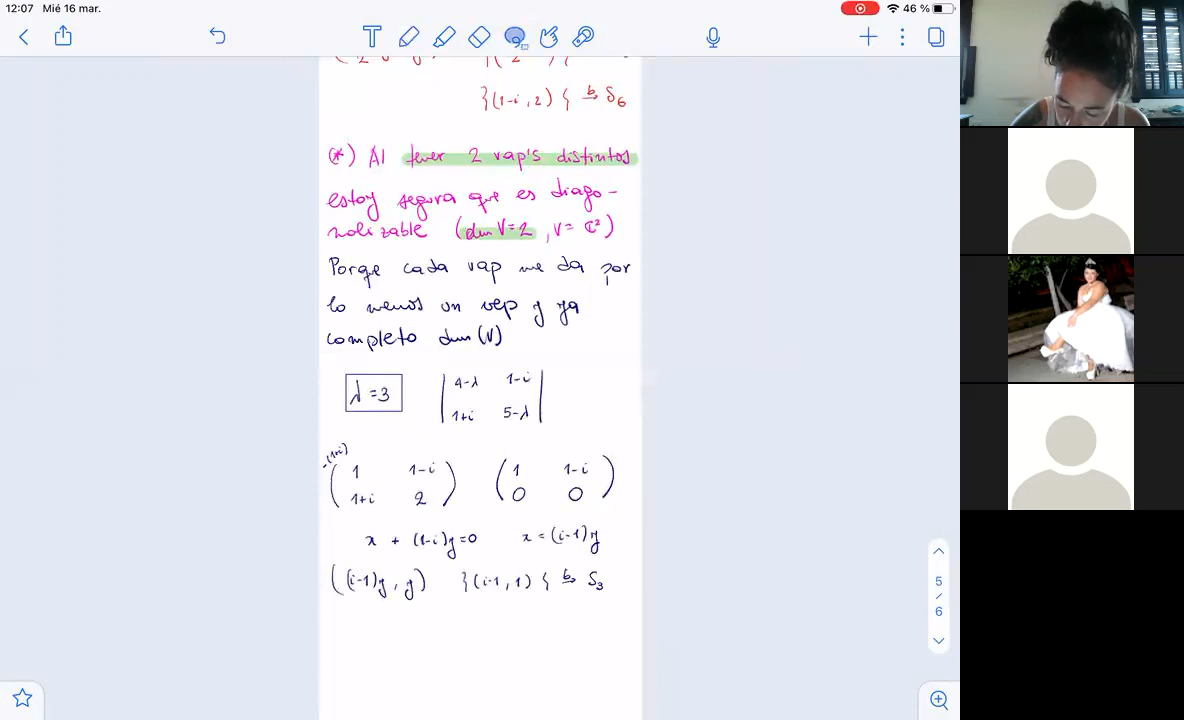 12:07 Mié 16 mar.
46 %
}(1-i, 2){ b→ S₆
(*) Al tener 2 vap's distintos
estoy segura que es diago-
nalizable (dim V=2, V= ℂ²)
Porque cada vap me da por
lo menos un vep y ya
completo dim(V)
λ=3
| 4-λ 1-i |
| 1+i 5-λ |
-(1+i)
( 1 1-i ) ( 1 1-i )
( 1+i 2 ) ( 0 0 )
x + (1-i)y=0 x = (i-1)y
((i-1)y, y) }(i-1, 1){ b→ S₃
5
/
6